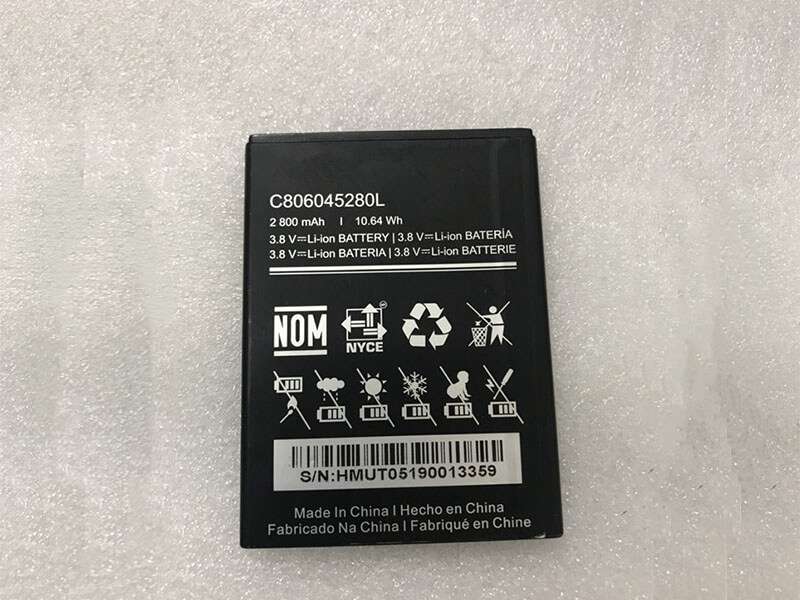 C806045280L
2 800 mAh I 10.64 Wh
3.8 V⎓Li-ion BATTERY | 3.8 V⎓Li-ion BATERÍA
3.8 V⎓Li-ion BATERIA | 3.8 V⎓Li-ion BATTERIE
NOM
NYCE
S/N:HMUT05190013359
Made In China I Hecho en China
Fabricado Na China I Fabriqué en Chine